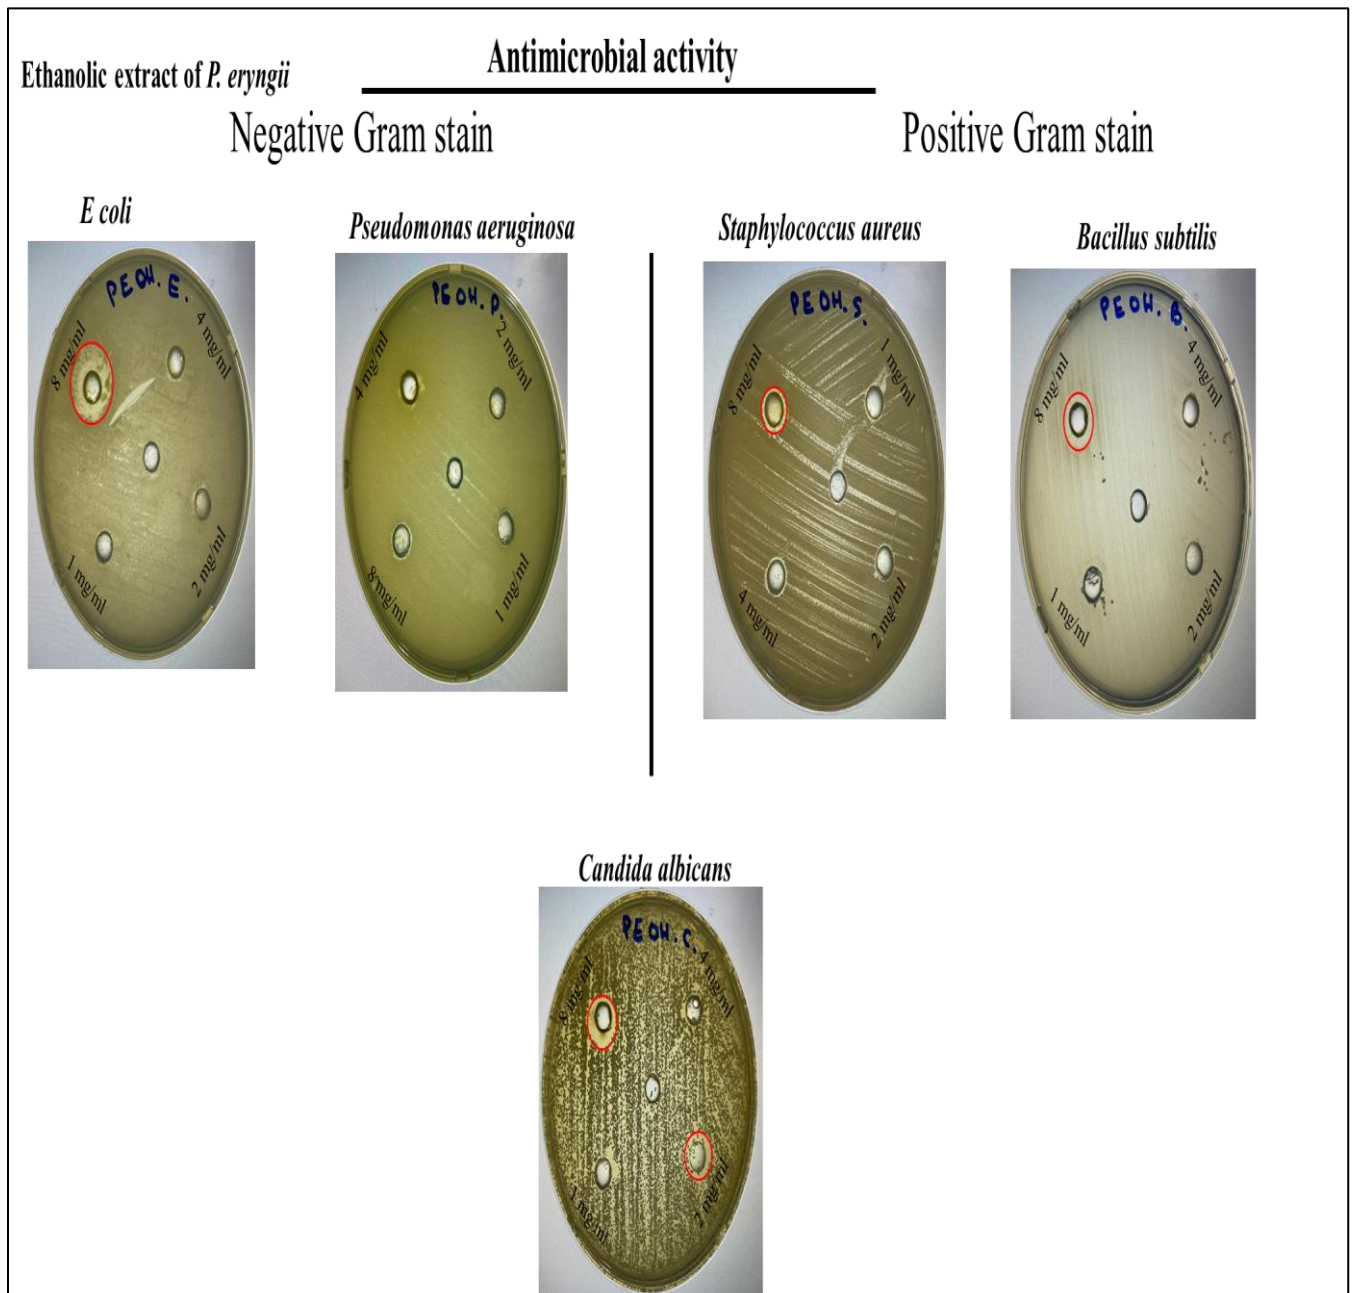 Antimicrobial activity
Ethanolic extract of P. eryngii
Negative Gram stain
Positive Gram stain
E coli
Pseudomonas aeruginosa
Staphylococcus aureus
Bacillus subtilis
PEOH. E.
8 mg/ml
4 mg/ml
1 mg/ml
2 mg/ml
PEOH. P.
4 mg/ml
2 mg/ml
8 mg/ml
1 mg/ml
PEOH. S.
8 mg/ml
1 mg/ml
4 mg/ml
2 mg/ml
PEOH. B.
8 mg/ml
4 mg/ml
1 mg/ml
2 mg/ml
Candida albicans
PEOH. C.
8 mg/ml
4 mg/ml
1 mg/ml
2 mg/ml